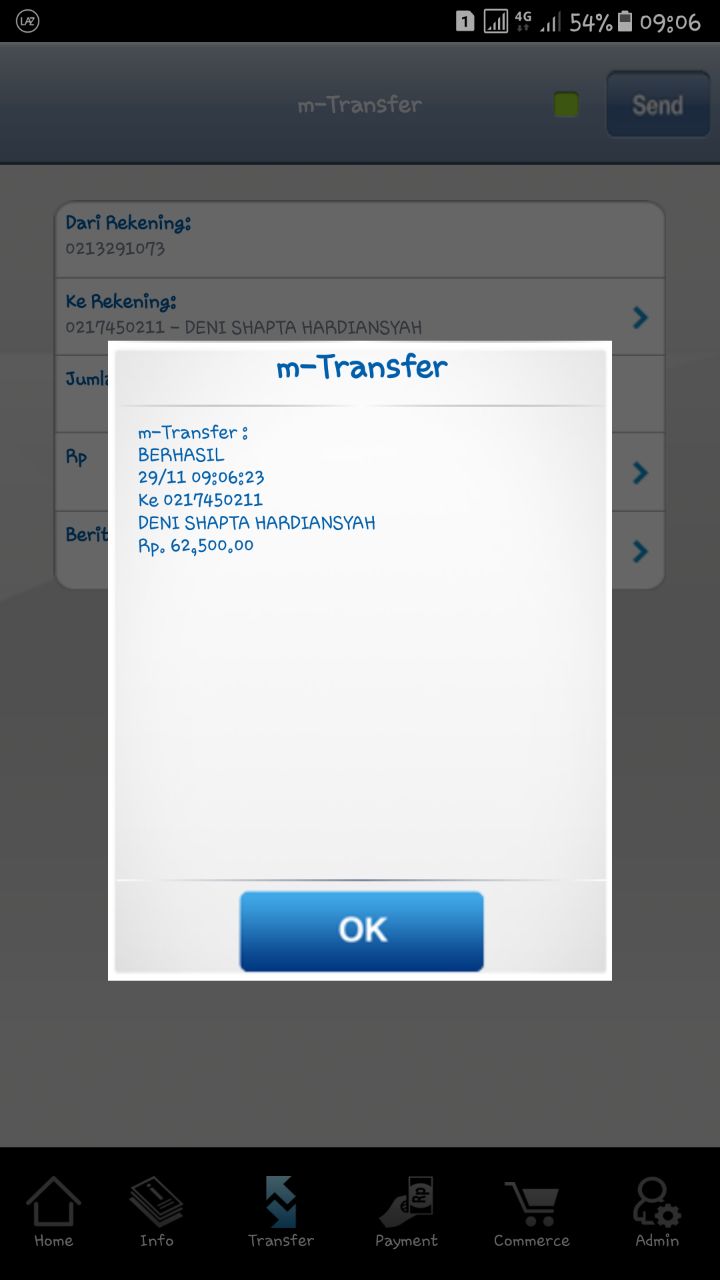 LAZ
1
4G
54%
09:06
m-Transfer
Send
Dari Rekening:
0213291073
Ke Rekening:
0217450211 - DENI SHAPTA HARDIANSYAH
Rp
m-Transfer
m-Transfer :
BERHASIL
29/11 09:06:23
Ke 0217450211
DENI SHAPTA HARDIANSYAH
Rp. 62,500.00
OK
Rp
Home
Info
Transfer
Payment
Commerce
Admin